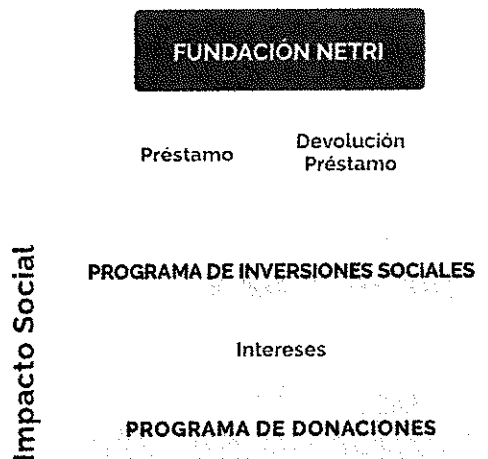 FUNDACIÓN NETRI
Préstamo
Devolución
Préstamo
Impacto Social
PROGRAMA DE INVERSIONES SOCIALES
Intereses
PROGRAMA DE DONACIONES